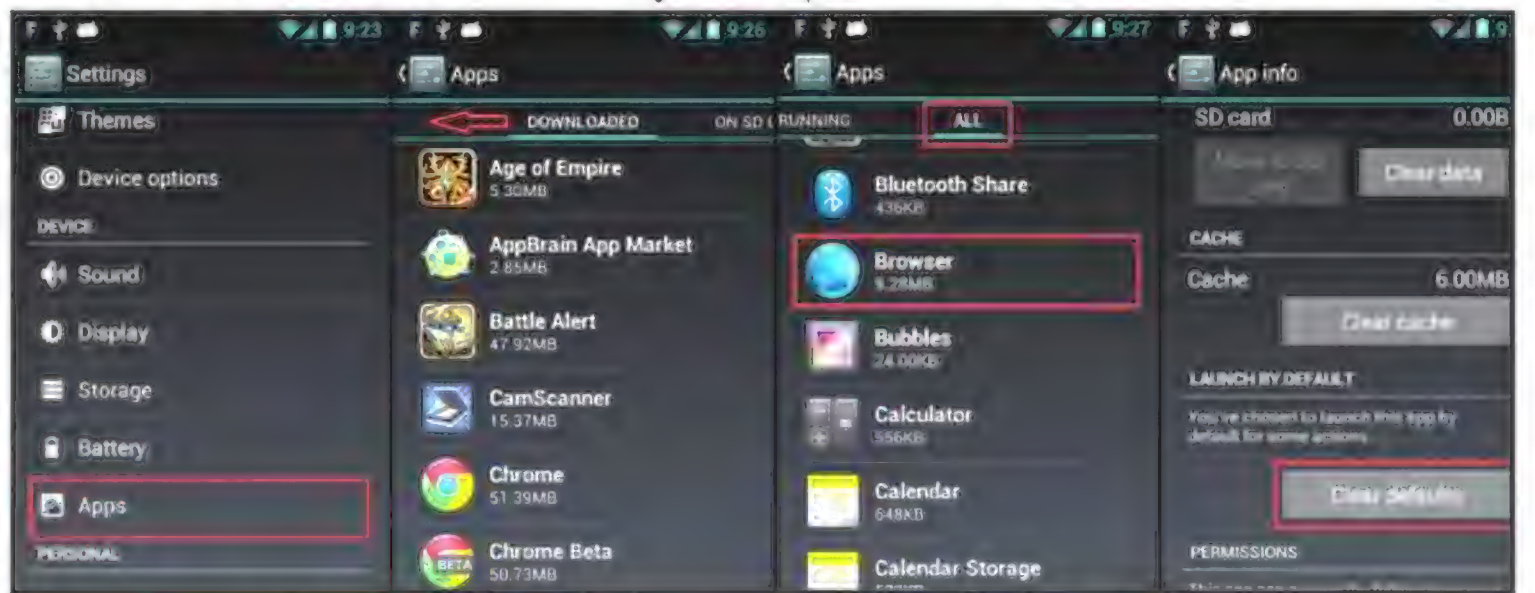 9:23
Settings
Themes
Device options
DEVICE
Sound
Display
Storage
Battery
Apps
PERSONAL
9:26
Apps
DOWNLOADED
ON SD
Age of Empire
5.30MB
AppBrain App Market
2.85MB
Battle Alert
47.92MB
CamScanner
15.37MB
Chrome
51.39MB
Chrome Beta
BETA
50.73MB
9:27
Apps
RUNNING
ALL
Bluetooth Share
436KB
Browser
9.28MB
Bubbles
24.00KB
Calculator
556KB
Calendar
648KB
Calendar Storage
App info
SD card
0.00B
Clear data
CACHE
Cache
6.00MB
Clear cache
LAUNCH BY DEFAULT
You've chosen to launch this app by
default for some actions.
Clear defaults
PERMISSIONS